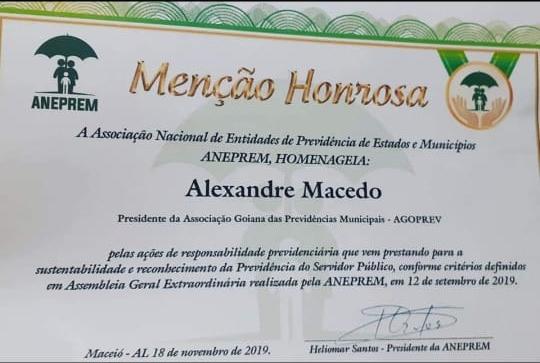 ANEPREM
Menção Honrosa
A Associação Nacional de Entidades de Previdência de Estados e Municípios
ANEPREM, HOMENAGEIA:
Alexandre Macedo
Presidente da Associação Goiana das Previdências Municipais - AGOPREV
pelas ações de responsabilidade previdenciária que vem prestando para a
sustentabilidade e reconhecimento da Previdência do Servidor Público, conforme critérios definidos
em Assembleia Geral Extraordinária realizada pela ANEPREM, em 12 de setembro de 2019.
Maceió - AL 18 de novembro de 2019.
Heliomar Santos - Presidente da ANEPREM